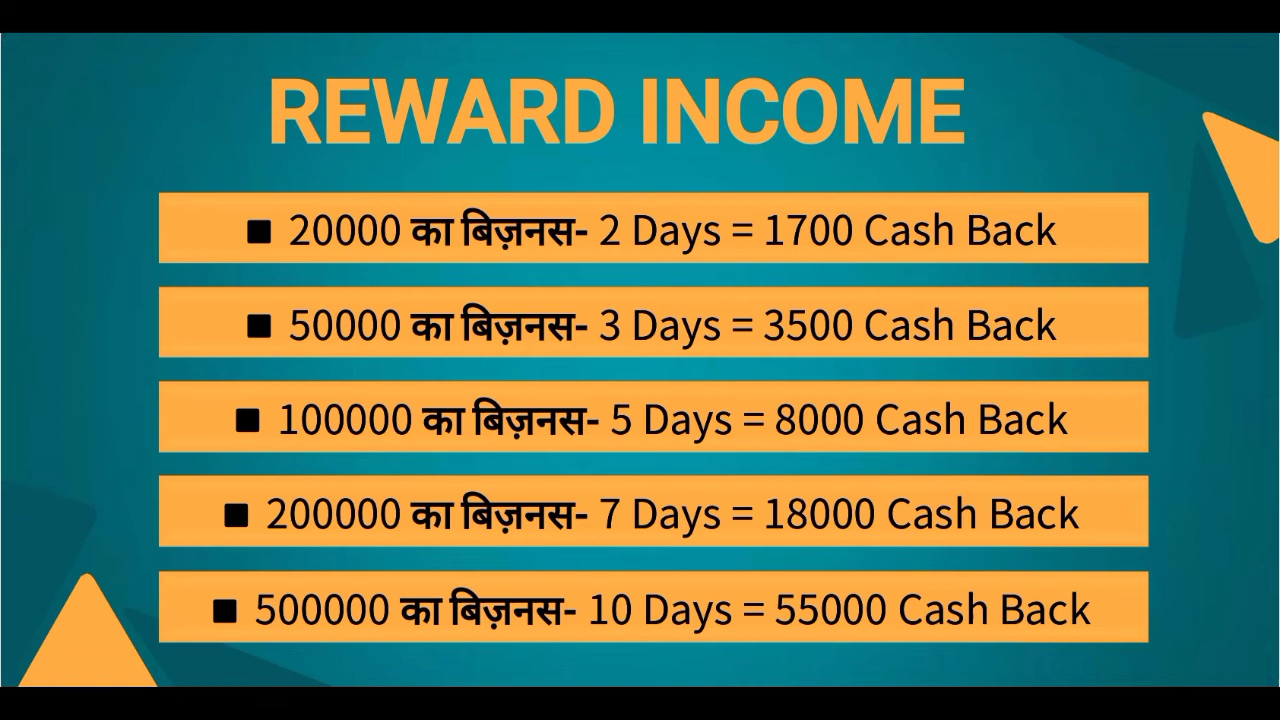 REWARD INCOME
■ 20000 का बिज़नस- 2 Days = 1700 Cash Back
■ 50000 का बिज़नस- 3 Days = 3500 Cash Back
■ 100000 का बिज़नस- 5 Days = 8000 Cash Back
■ 200000 का बिज़नस- 7 Days = 18000 Cash Back
■ 500000 का बिज़नस- 10 Days = 55000 Cash Back